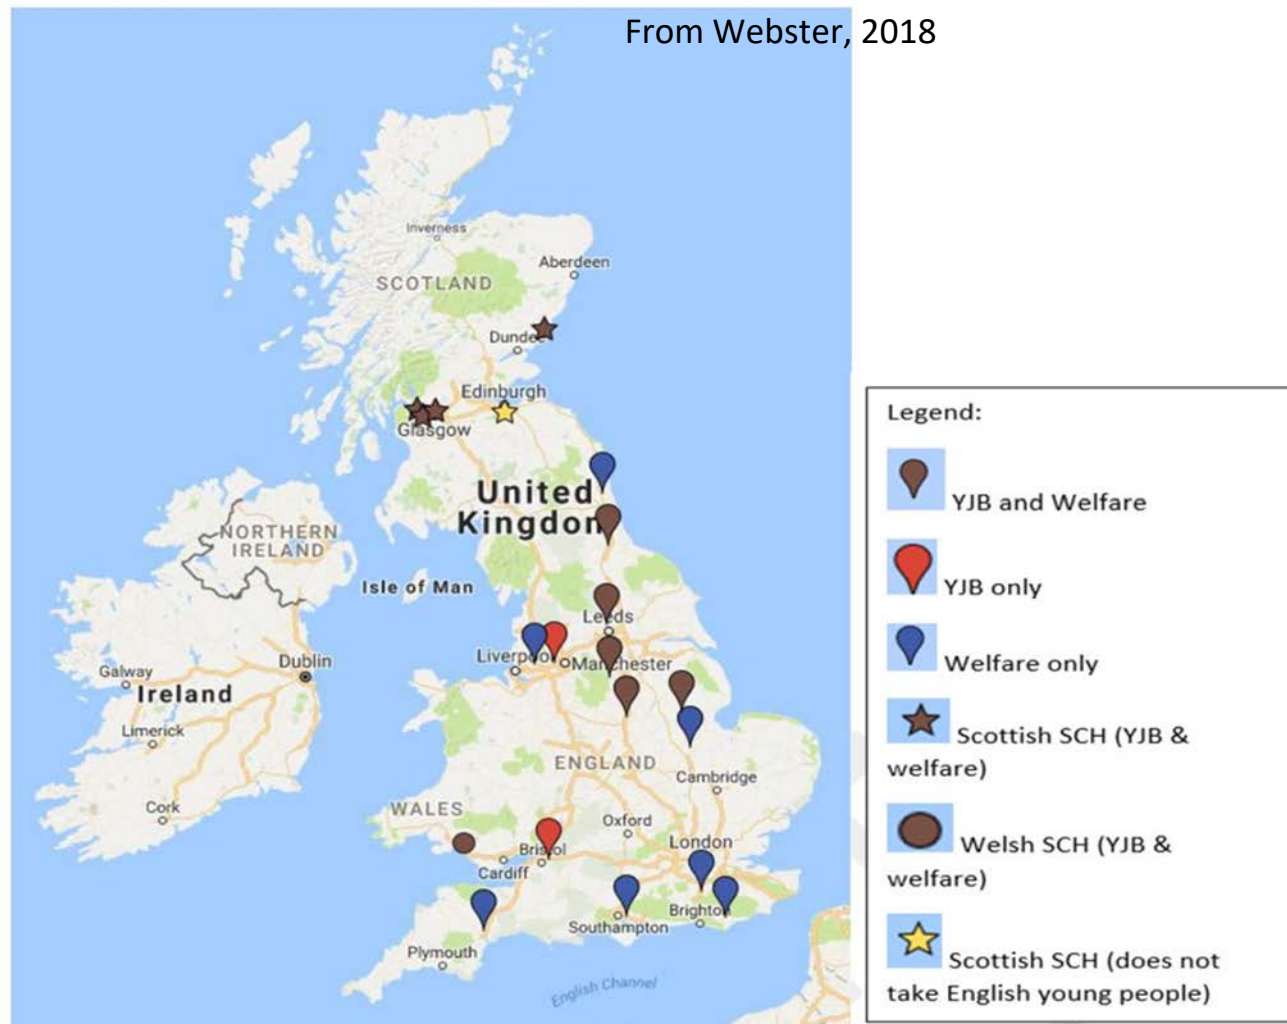 From Webster, 2018
Inverness
Aberdeen
SCOTLAND
Dundee
Edinburgh
Glasgow
United
Kingdom
NORTHERN
IRELAND
Isle of Man
Leeds
Liverpool
Manchester
Dublin
Galway
Ireland
Limerick
Cork
ENGLAND
Cambridge
WALES
Oxford
London
Bristol
Cardiff
Brighton
Southampton
Plymouth
English Channel
Legend:
YJB and Welfare
YJB only
Welfare only
Scottish SCH (YJB &
welfare)
Welsh SCH (YJB &
welfare)
Scottish SCH (does not
take English young people)